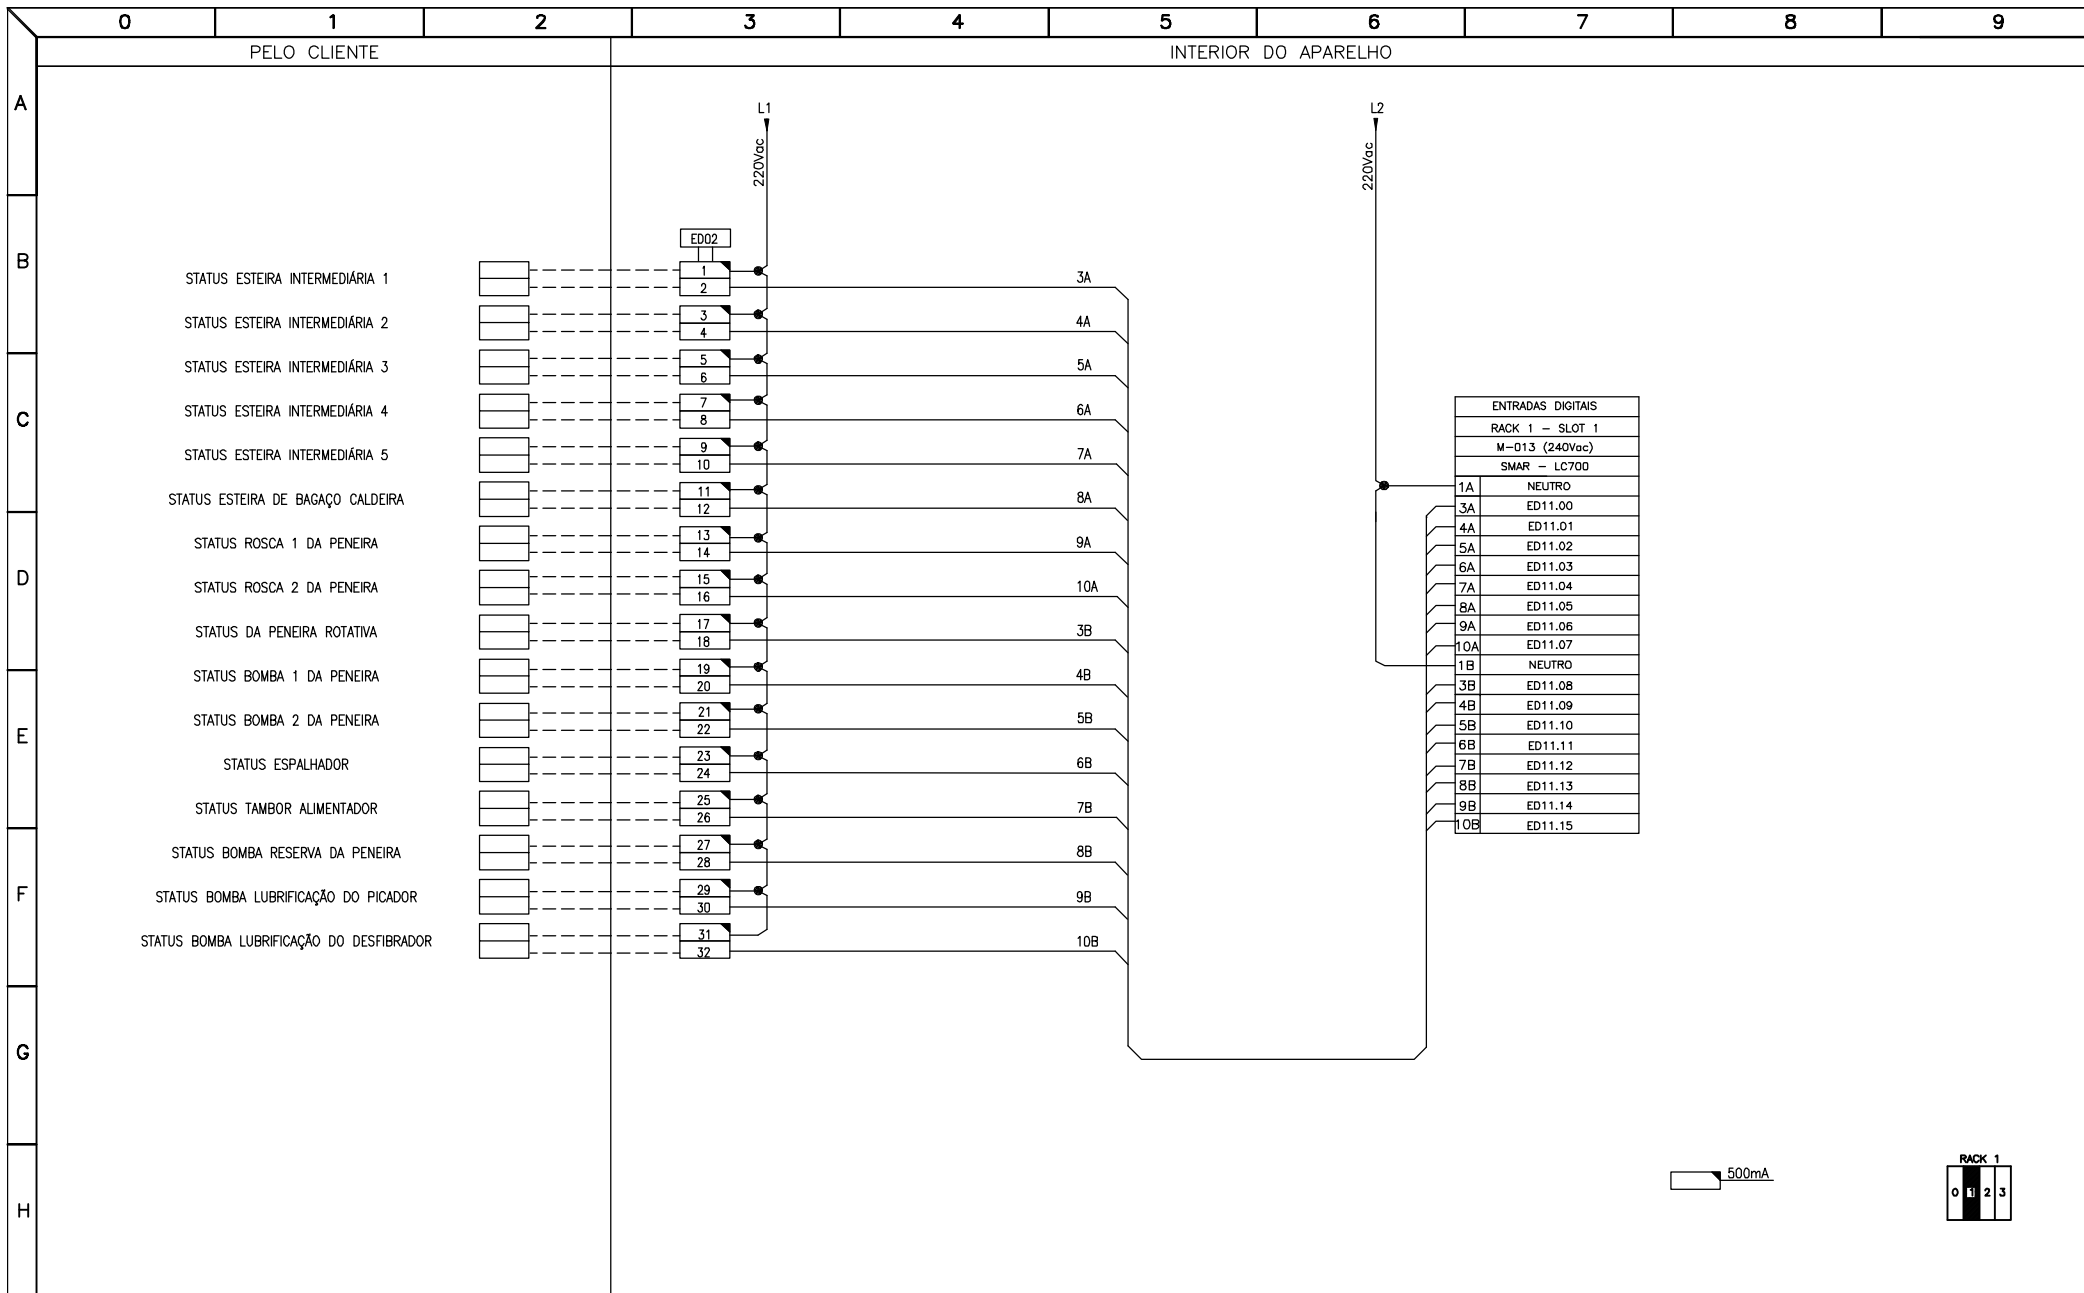 0 1 2 3 4 5 6 7 8 9
PELO CLIENTE INTERIOR DO APARELHO
A
L1 L2
220Vac 220Vac
ED02
B
STATUS ESTEIRA INTERMEDIÁRIA 1 1 3A
2
STATUS ESTEIRA INTERMEDIÁRIA 2 3 4A
4
STATUS ESTEIRA INTERMEDIÁRIA 3 5 5A
6
C
STATUS ESTEIRA INTERMEDIÁRIA 4 7 6A
8
STATUS ESTEIRA INTERMEDIÁRIA 5 9 7A
10
STATUS ESTEIRA DE BAGAÇO CALDEIRA 11 8A
12
STATUS ROSCA 1 DA PENEIRA 13 9A
14
D
STATUS ROSCA 2 DA PENEIRA 15 10A
16
STATUS DA PENEIRA ROTATIVA 17 3B
18
STATUS BOMBA 1 DA PENEIRA 19 4B
20
STATUS BOMBA 2 DA PENEIRA 21 5B
22
E
STATUS ESPALHADOR 23 6B
24
STATUS TAMBOR ALIMENTADOR 25 7B
26
STATUS BOMBA RESERVA DA PENEIRA 27 8B
28
F
STATUS BOMBA LUBRIFICAÇÃO DO PICADOR 29 9B
30
STATUS BOMBA LUBRIFICAÇÃO DO DESFIBRADOR 31 10B
32
ENTRADAS DIGITAIS
RACK 1 - SLOT 1
M-013 (240Vac)
SMAR - LC700
1A NEUTRO
3A ED11.00
4A ED11.01
5A ED11.02
6A ED11.03
7A ED11.04
8A ED11.05
9A ED11.06
10A ED11.07
1B NEUTRO
3B ED11.08
4B ED11.09
5B ED11.10
6B ED11.11
7B ED11.12
8B ED11.13
9B ED11.14
10B ED11.15
G
H
500mA
RACK 1
0 1 2 3